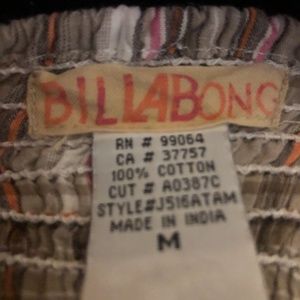 BILLABONG
RN # 99064
CA # 37757
100% COTTON
CUT # A0387C
STYLE#J516ATAM
MADE IN INDIA
M